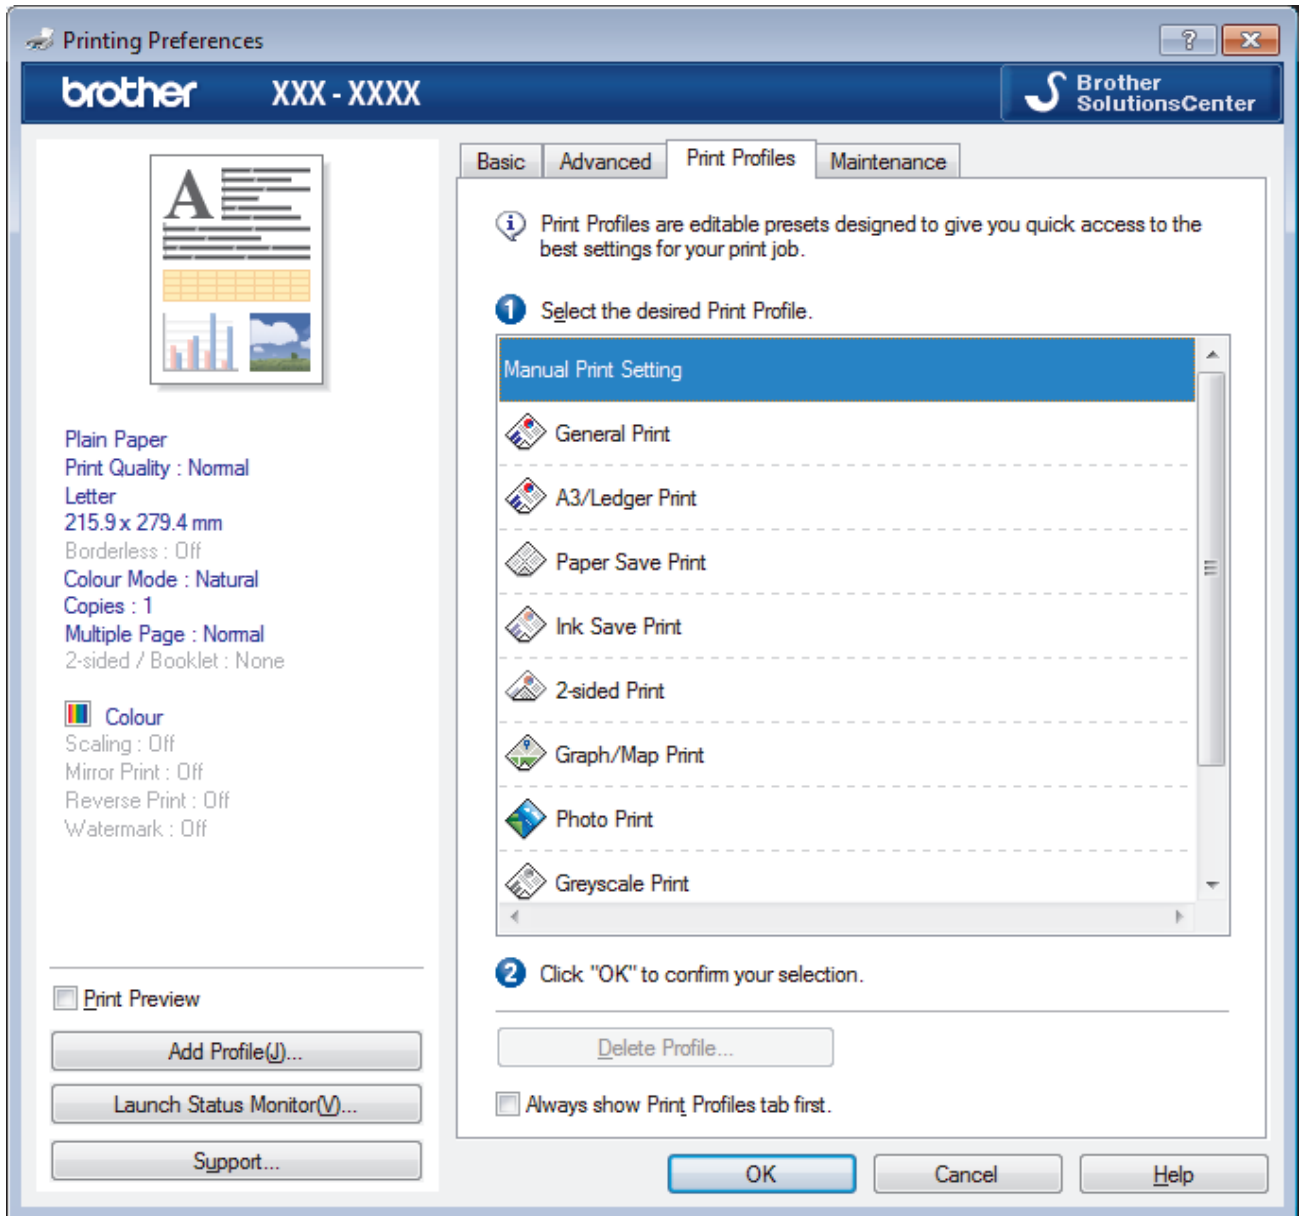 Printing Preferences
brother XXX - XXXX
Brother
SolutionsCenter
A
Plain Paper
Print Quality : Normal
Letter
215.9 x 279.4 mm
Borderless : Off
Colour Mode : Natural
Copies : 1
Multiple Page : Normal
2-sided / Booklet : None
Colour
Scaling : Off
Mirror Print : Off
Reverse Print : Off
Watermark : Off
Print Preview
Add Profile(J)...
Launch Status Monitor(V)...
Support...
Basic Advanced Print Profiles Maintenance
Print Profiles are editable presets designed to give you quick access to the
best settings for your print job.
1 Select the desired Print Profile.
Manual Print Setting
General Print
A3/Ledger Print
Paper Save Print
Ink Save Print
2-sided Print
Graph/Map Print
Photo Print
Greyscale Print
2 Click "OK" to confirm your selection.
Delete Profile...
Always show Print Profiles tab first.
OK Cancel Help